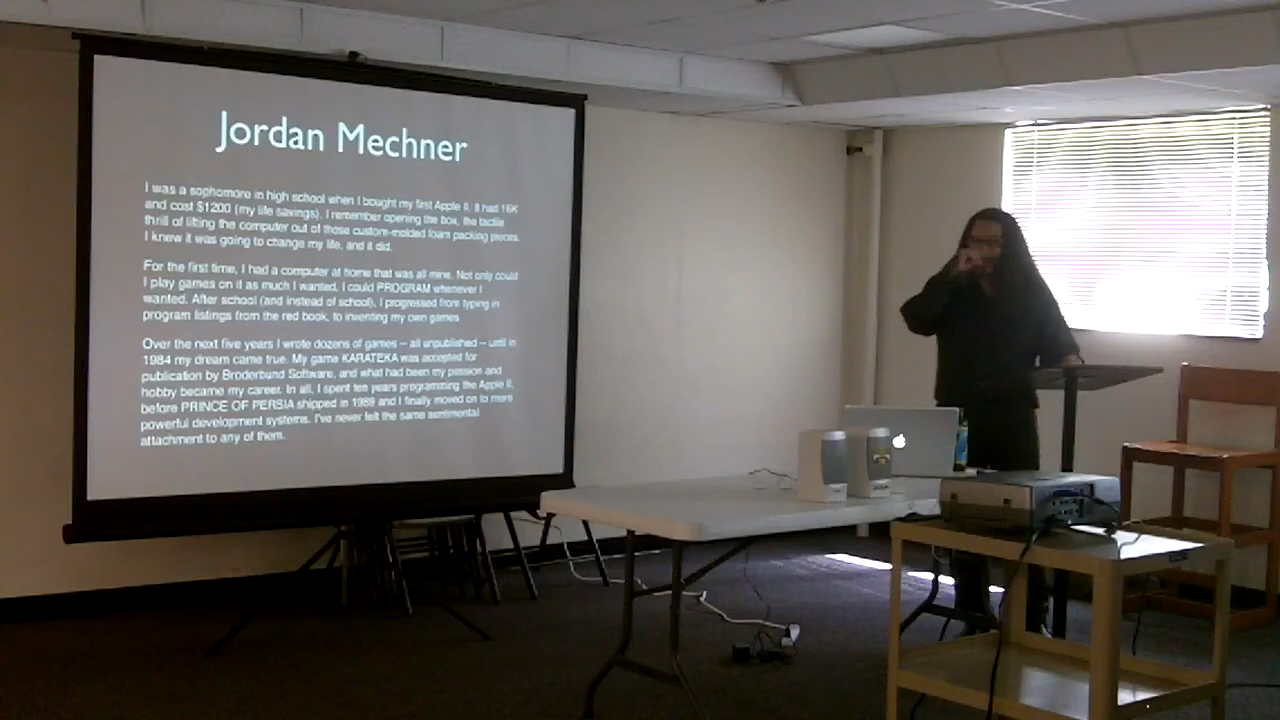 Jordan Mechner
I was a sophomore in high school when I bought my first Apple II. It had 16K
and cost $1200 (my life savings). I remember opening the box, the tactile
thrill of lifting the computer out of those custom-molded foam packing pieces.
I knew it was going to change my life, and it did.
For the first time, I had a computer at home that was all mine. Not only could
I play games on it as much I wanted, I could PROGRAM whenever I
wanted. After school (and instead of school), I progressed from typing in
program listings from the red book, to inventing my own games
Over the next five years I wrote dozens of games – all unpublished – until in
1984 my dream came true. My game KARATEKA was accepted for
publication by Broderbund Software, and what had been my passion and
hobby became my career. In all, I spent ten years programming the Apple II,
before PRINCE OF PERSIA shipped in 1989 and I finally moved on to more
powerful development systems. I've never felt the same sentimental
attachment to any of them.